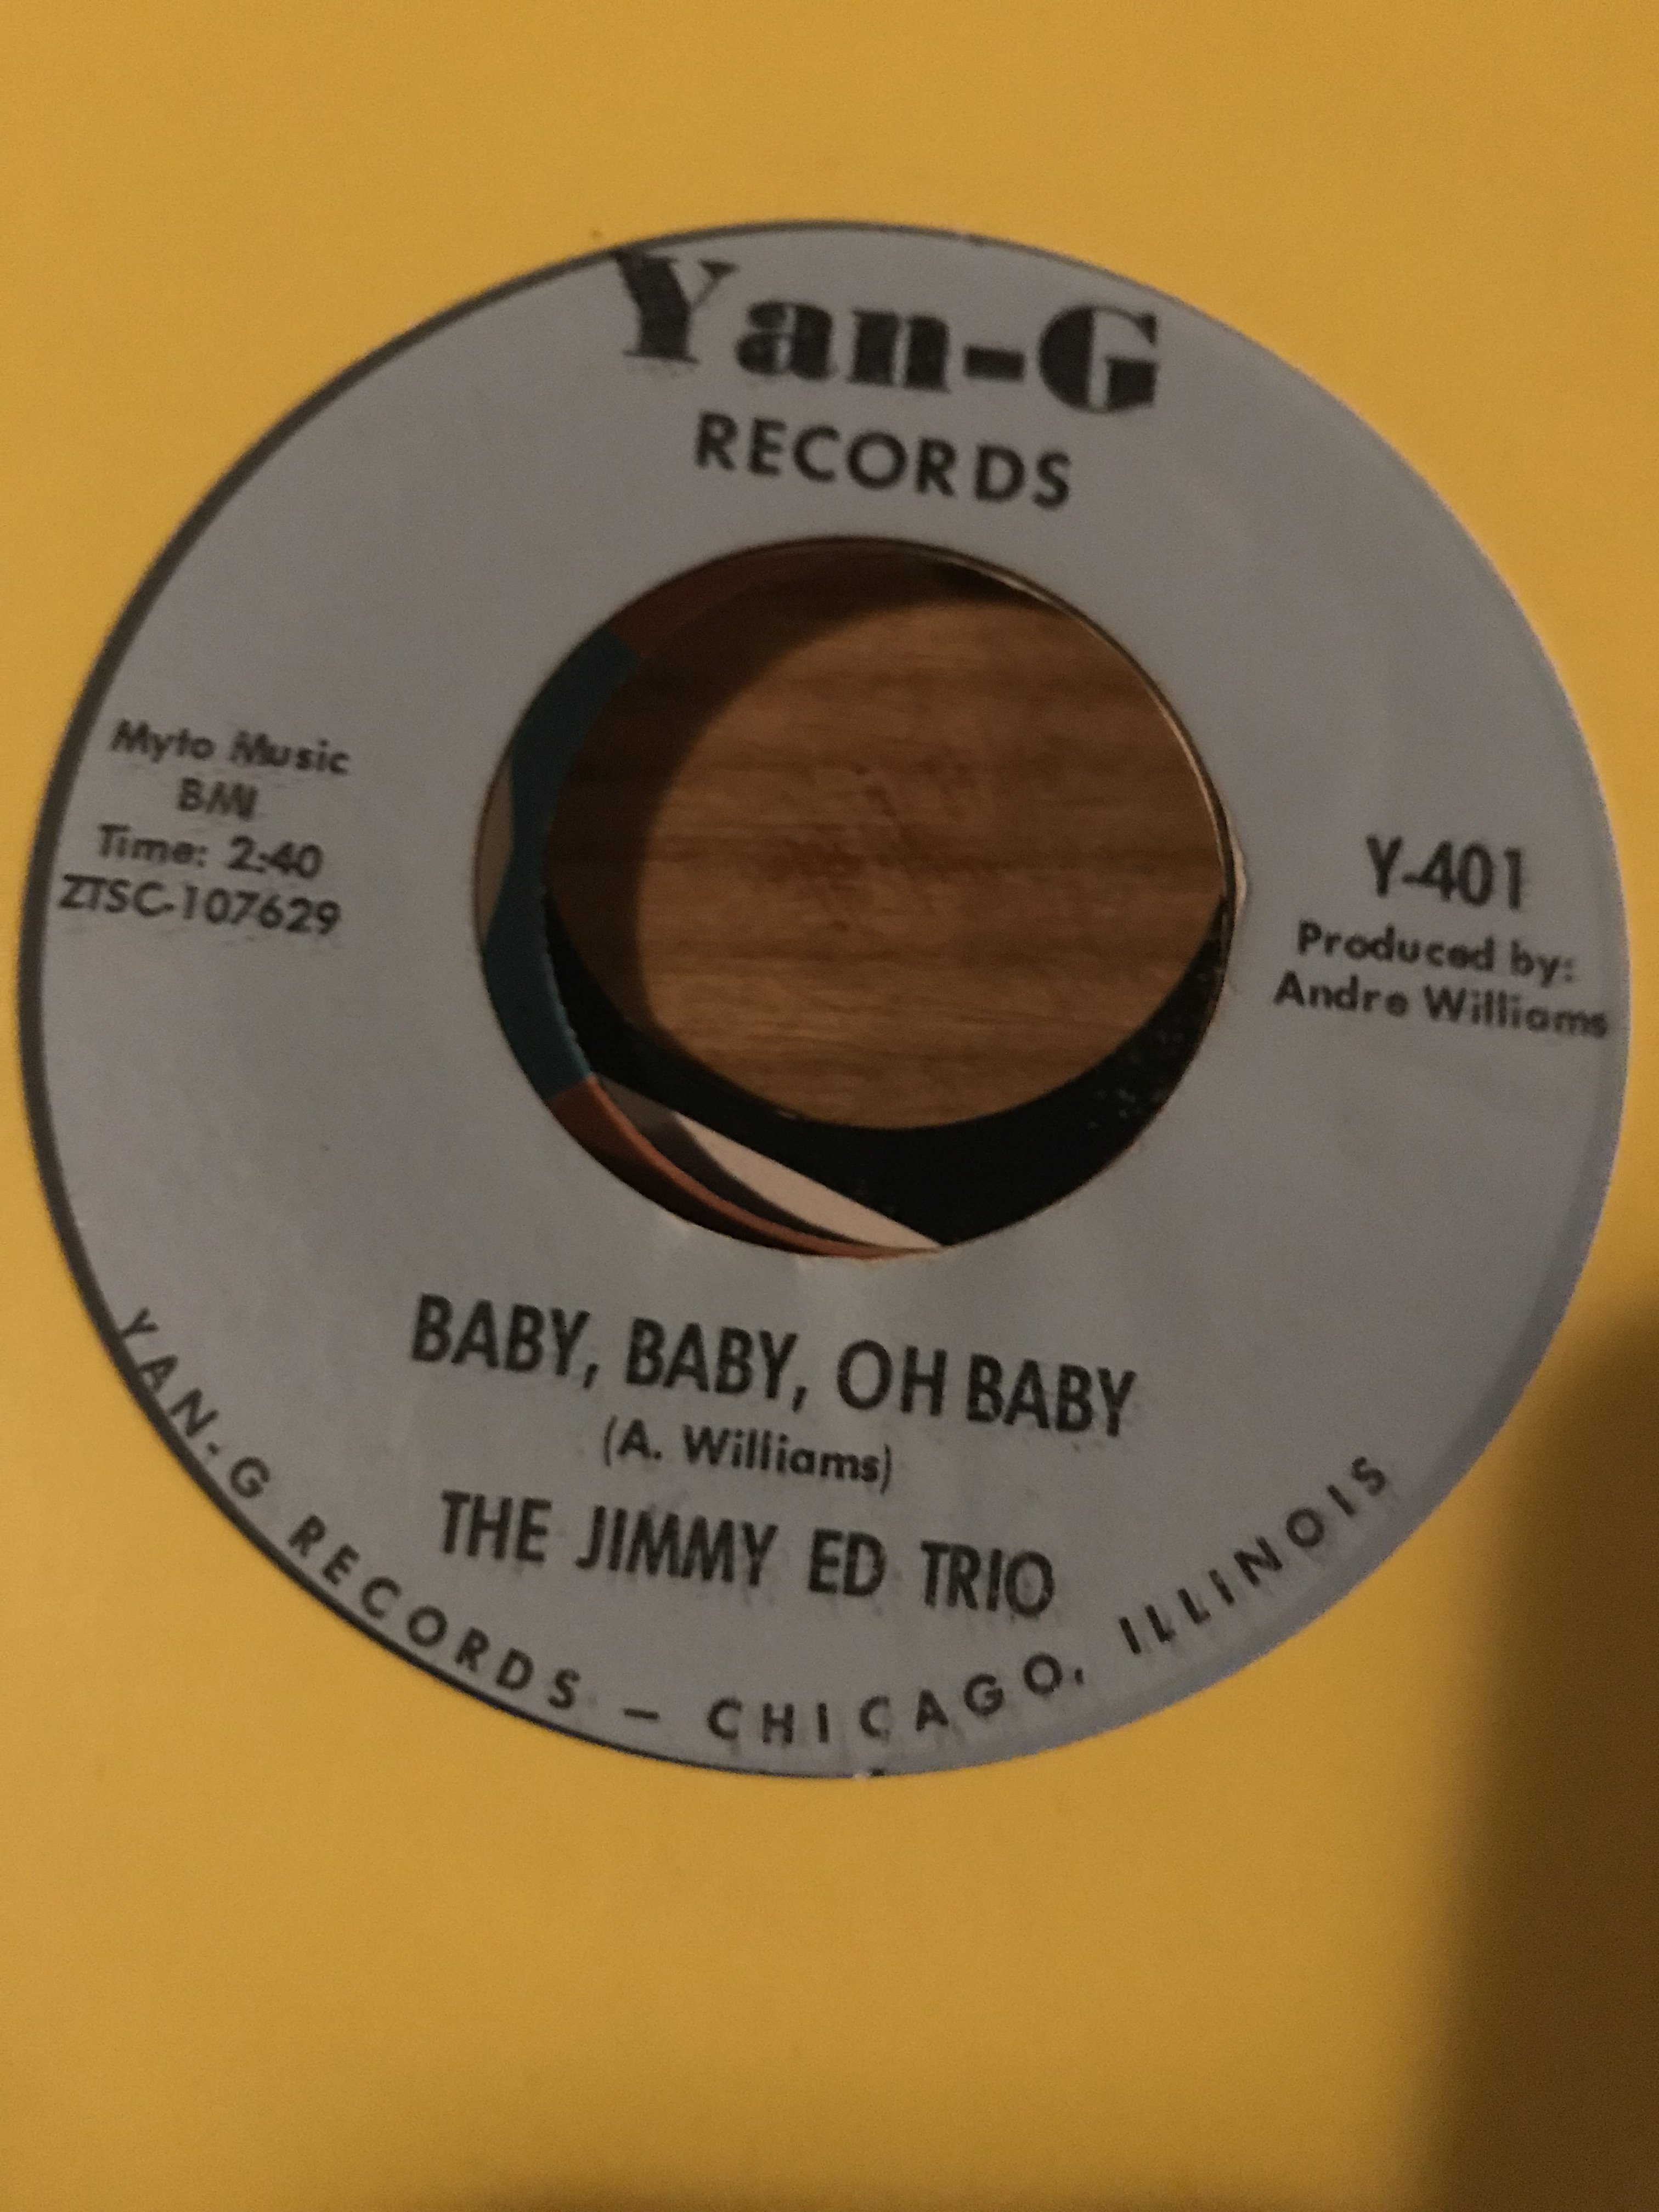 Yan-G
RECORDS
Myto Music
BMI
Time: 2:40
ZTSC-107629
Y-401
Produced by:
Andre Williams
BABY, BABY, OH BABY
(A. Williams)
THE JIMMY ED TRIO
YAN-G RECORDS – CHICAGO, ILLINOIS